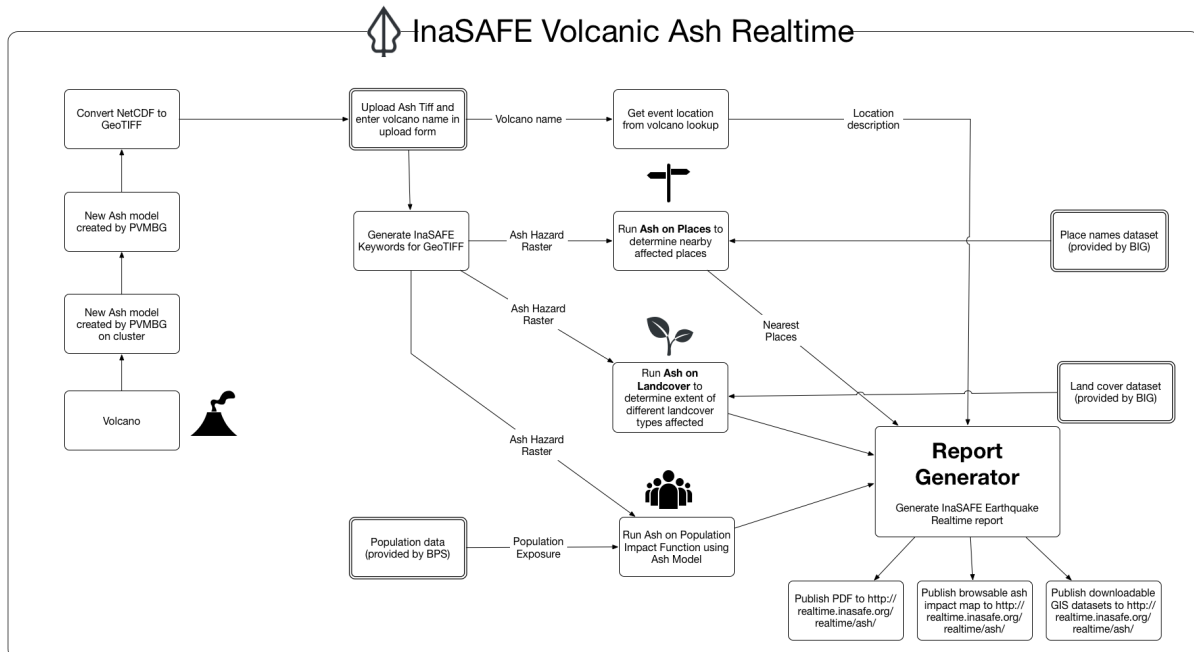 InaSAFE Volcanic Ash Realtime
Convert NetCDF to
GeoTIFF
Upload Ash Tiff and
enter volcano name in
upload form
Volcano name
Get event location
from volcano lookup
Location
description
New Ash model
created by PVMBG
Generate InaSAFE
Keywords for GeoTIFF
Ash Hazard
Raster
Run Ash on Places to
determine nearby
affected places
Place names dataset
(provided by BIG)
New Ash model
created by PVMBG
on cluster
Ash Hazard
Raster
Nearest
Places
Volcano
Run Ash on
Landcover to
determine extent of
different landcover
types affected
Land cover dataset
(provided by BIG)
Ash Hazard
Raster
Report
Generator
Generate InaSAFE Earthquake
Realtime report
Population data
(provided by BPS)
Population
Exposure
Run Ash on Population
Impact Function using
Ash Model
Publish PDF to http://
realtime.inasafe.org/
realtime/ash/
Publish browsable ash
impact map to http://
realtime.inasafe.org/
realtime/ash/
Publish downloadable
GIS datasets to http://
realtime.inasafe.org/
realtime/ash/